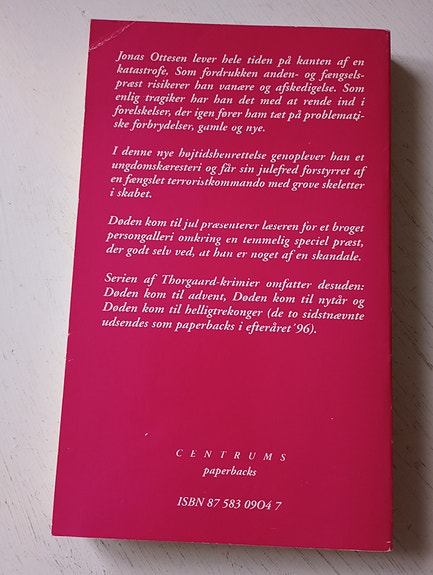 Jonas Ottesen lever hele tiden på kanten af en
katastrofe. Som fordrukken anden- og fængsels-
præst risikerer han vanære og afskedigelse. Som
enlig tragiker har han det med at rende ind i
forelskelser, der igen fører ham tæt på problemati-
ske forbrydelser, gamle og nye.
I denne nye højtidshenrettelse genoplever han et
ungdomskæresteri og får sin julefred forstyrret af
en fængslet terroristkommando med grove skeletter
i skabet.
Døden kom til jul præsenterer læseren for et broget
persongalleri omkring en temmelig speciel præst,
der godt selv ved, at han er noget af en skandale.
Serien af Thorgaard-krimier omfatter desuden:
Døden kom til advent, Døden kom til nytår og
Døden kom til helligtrekonger (de to sidstnævnte
udsendes som paperbacks i efteråret '96).
CENTRUMS
paperbacks
ISBN 87 583 0904 7